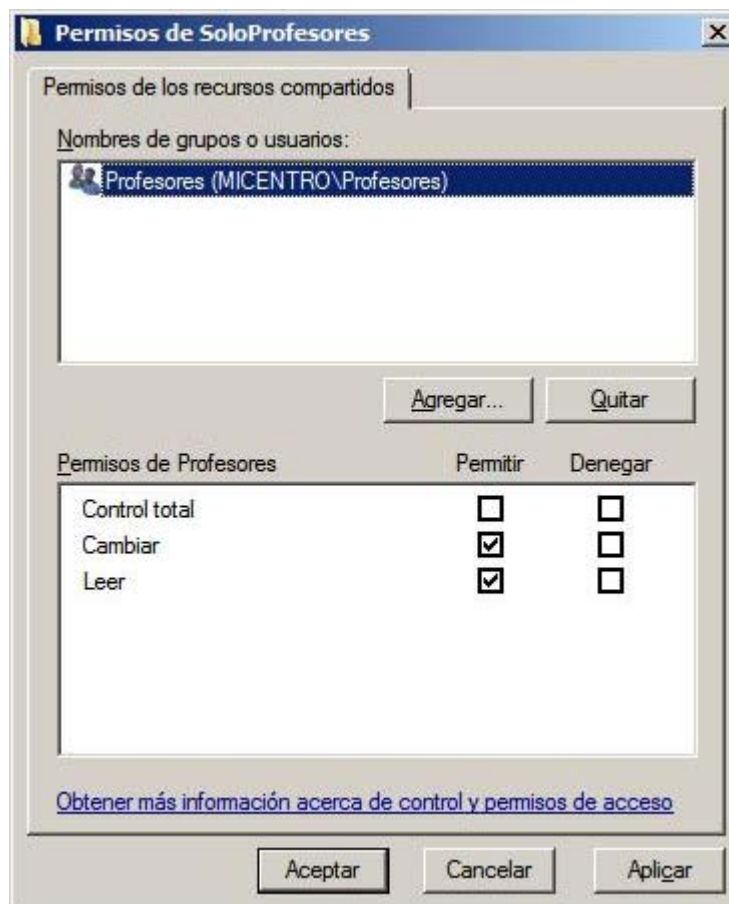 Permisos de SoloProfesores
Permisos de los recursos compartidos
Nombres de grupos o usuarios:
Profesores (MICENTRO\Profesores)
Agregar... Quitar
Permisos de Profesores Permitir Denegar
Control total
Cambiar
Leer
Obtener más información acerca de control y permisos de acceso
Aceptar Cancelar Aplicar